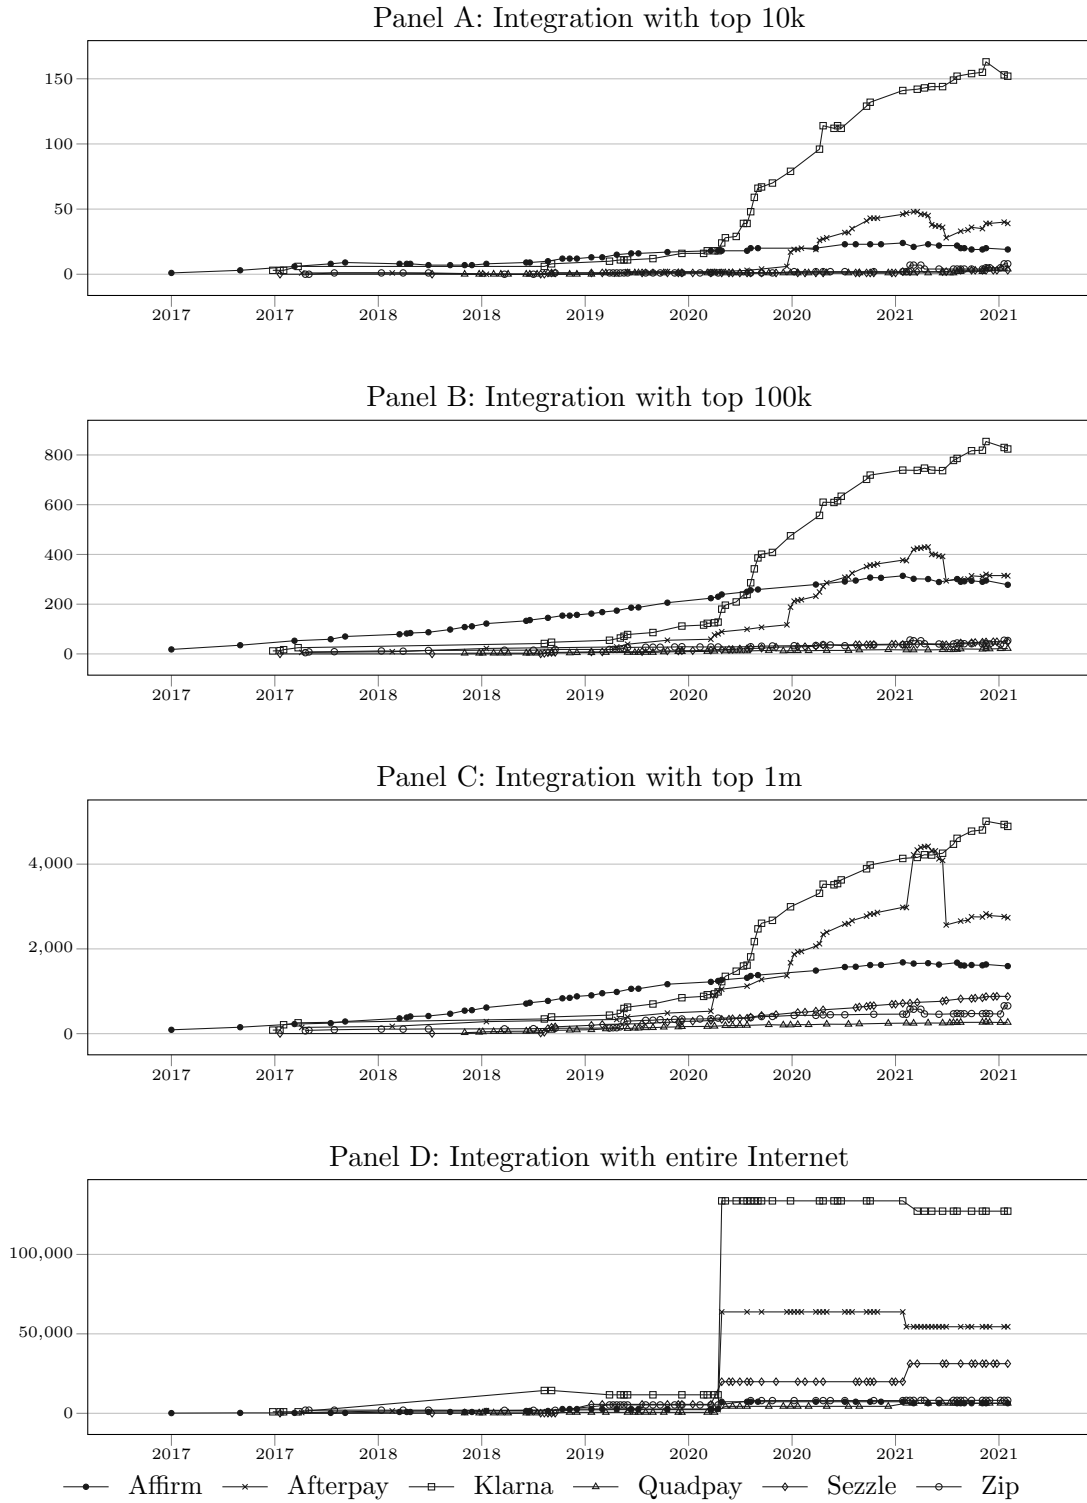 Panel A: Integration with top 10k
150
100
50
0
2017 2017 2018 2018 2019 2020 2020 2021 2021
Panel B: Integration with top 100k
800
600
400
200
0
2017 2017 2018 2018 2019 2020 2020 2021 2021
Panel C: Integration with top 1m
4,000
2,000
0
2017 2017 2018 2018 2019 2020 2020 2021 2021
Panel D: Integration with entire Internet
100,000
50,000
0
2017 2017 2018 2018 2019 2020 2020 2021 2021
Affirm Afterpay Klarna Quadpay Sezzle Zip